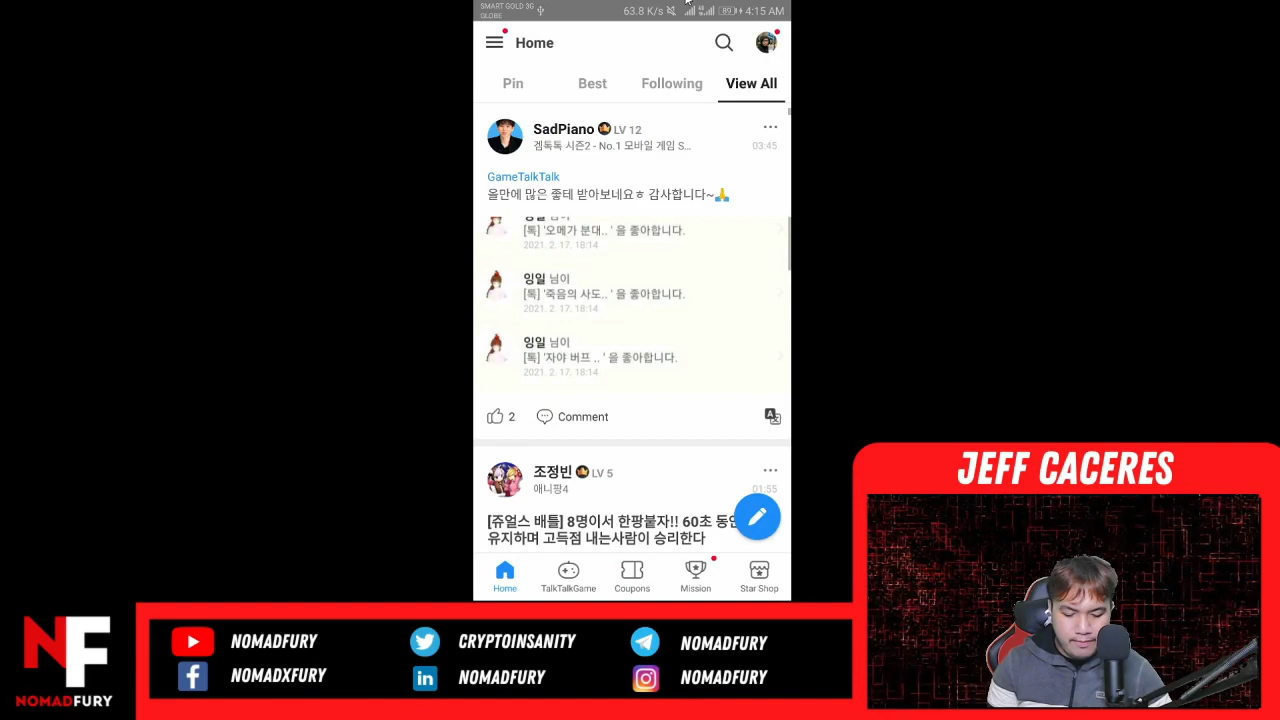 SMART GOLD 3G
GLOBE
63.8 K/s
89
4:15 AM
Home
Pin
Best
Following
View All
SadPiano
LV 12
겜톡톡 시즌2 - No.1 모바일 게임 S...
03:45
GameTalkTalk
올만에 많은 좋테 받아보네요ㅎ 감사합니다~🙏
[톡] '오메가 분대.. ' 을 좋아합니다.
2021. 2. 17. 18:14
잉일 님이
[톡] '죽음의 사도.. ' 을 좋아합니다.
2021. 2. 17. 18:14
잉일 님이
[톡] '자야 버프 .. ' 을 좋아합니다.
2021. 2. 17. 18:14
2
Comment
조정빈
LV 5
애니팡4
01:55
[쥬얼스 배틀] 8명이서 한팡붙자!! 60초 동안
유지하며 고득점 내는사람이 승리한다
Home
TalkTalkGame
Coupons
Mission
Star Shop
JEFF CACERES
NF
NOMADFURY
NOMADFURY
CRYPTOINSANITY
NOMADFURY
NOMADXFURY
NOMADFURY
NOMADFURY